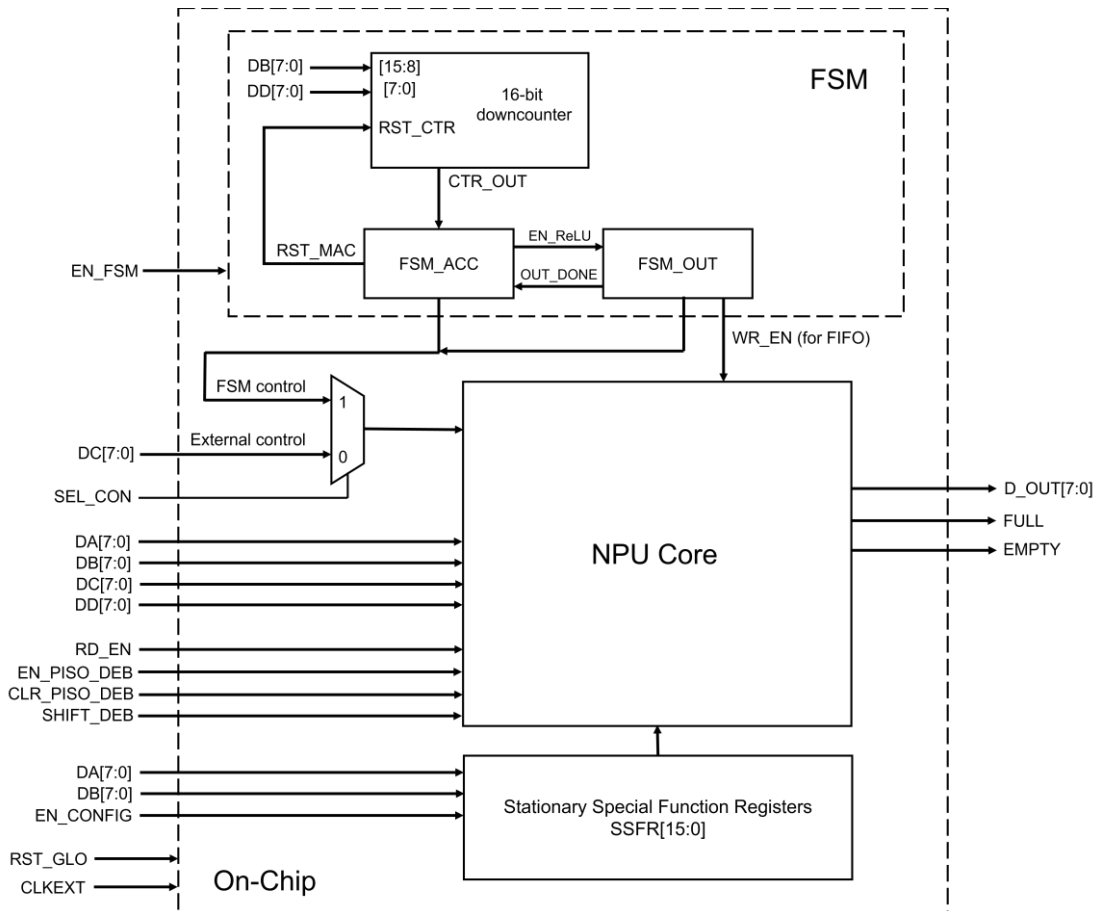 DB[7:0]
[15:8]
FSM
DD[7:0]
[7:0]
16-bit
downcounter
RST_CTR
CTR_OUT
RST_MAC
EN_ReLU
FSM_ACC
FSM_OUT
EN_FSM
OUT_DONE
WR_EN (for FIFO)
FSM control
1
External control
DC[7:0]
0
SEL_CON
D_OUT[7:0]
FULL
DA[7:0]
EMPTY
DB[7:0]
NPU Core
DC[7:0]
DD[7:0]
RD_EN
EN_PISO_DEB
CLR_PISO_DEB
SHIFT_DEB
DA[7:0]
DB[7:0]
EN_CONFIG
Stationary Special Function Registers
SSFR[15:0]
RST_GLO
CLKEXT
On-Chip